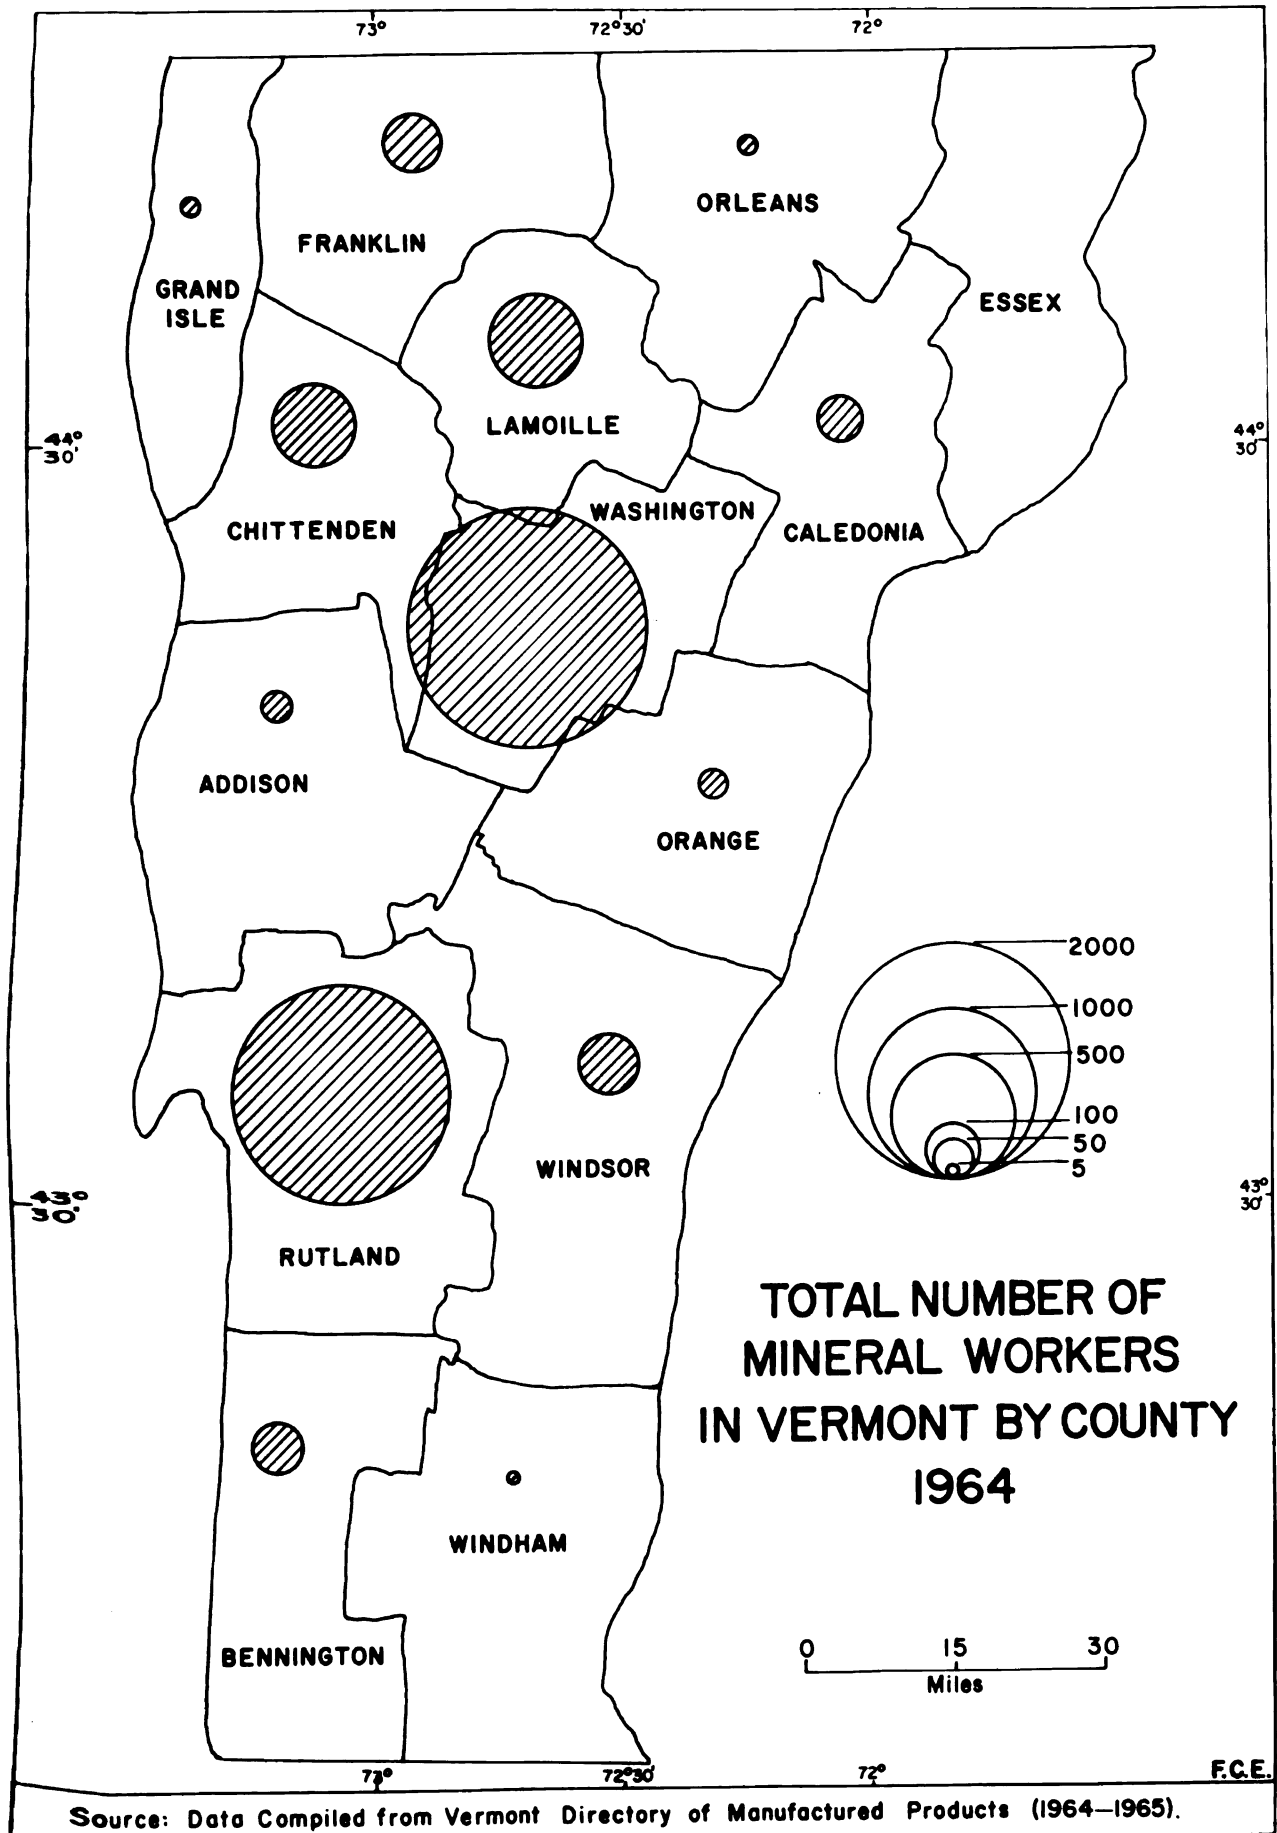 73° 72°30' 72°
FRANKLIN
ORLEANS
GRAND
ISLE
ESSEX
LAMOILLE
44°
30'
44°
30'
CHITTENDEN
WASHINGTON
CALEDONIA
ADDISON
ORANGE
2000
1000
500
100
50
5
WINDSOR
43°
30'
43°
30'
RUTLAND
TOTAL NUMBER OF
MINERAL WORKERS
IN VERMONT BY COUNTY
1964
WINDHAM
BENNINGTON
0 15 30
Miles
73° 72°30' 72°
F.C.E.
Source: Data Compiled from Vermont Directory of Manufactured Products (1964–1965).